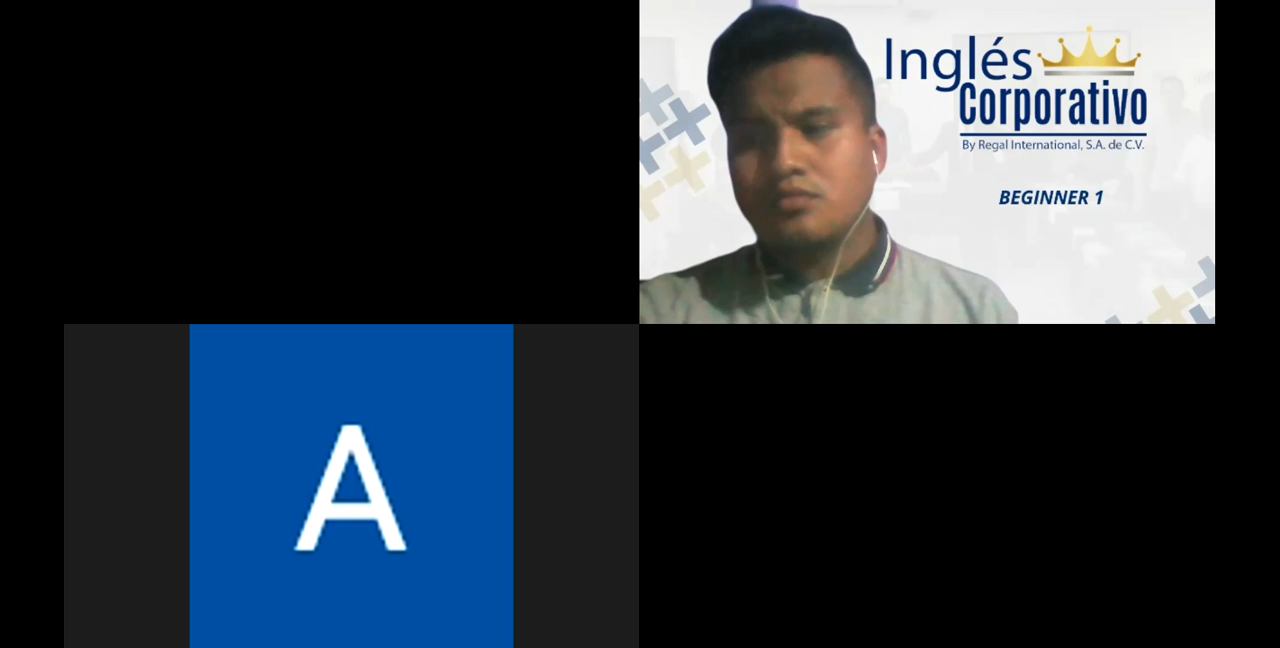 Inglés
Corporativo
By Regal International, S.A. de C.V.
BEGINNER 1
A